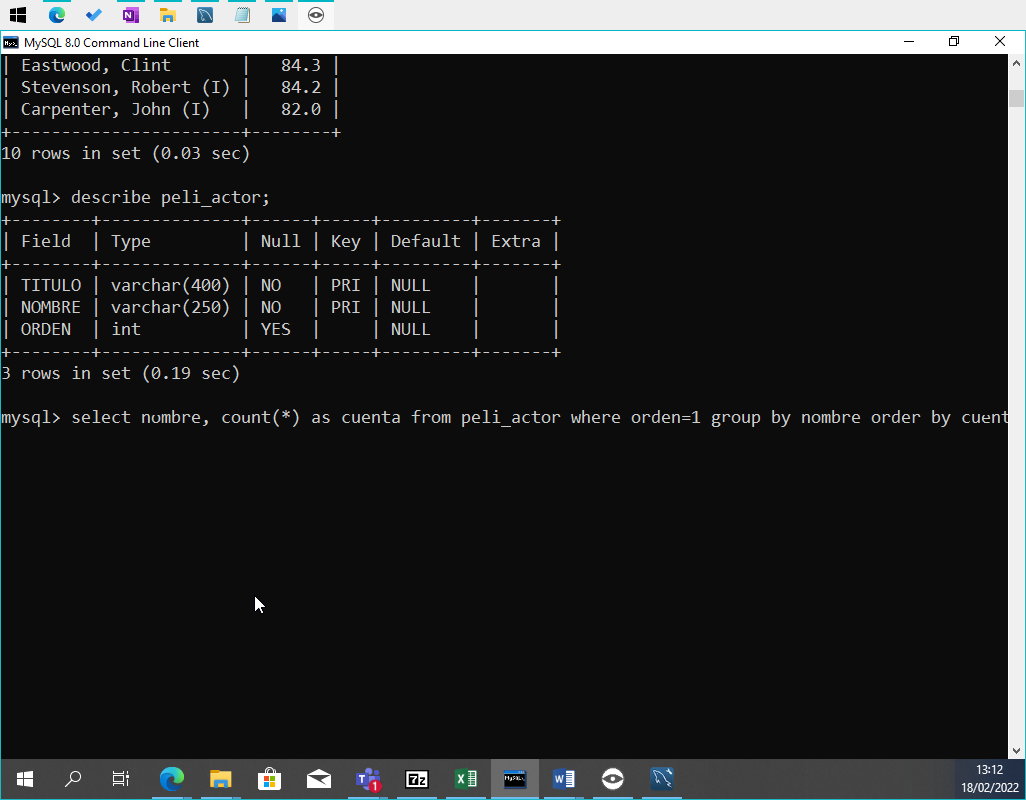 MySQL 8.0 Command Line Client
| Eastwood, Clint       |   84.3 |
| Stevenson, Robert (I) |   84.2 |
| Carpenter, John (I)   |   82.0 |
+-----------------------+--------+
10 rows in set (0.03 sec)
mysql> describe peli_actor;
+--------+--------------+------+-----+---------+-------+
| Field  | Type         | Null | Key | Default | Extra |
+--------+--------------+------+-----+---------+-------+
| TITULO | varchar(400) | NO   | PRI | NULL    |       |
| NOMBRE | varchar(250) | NO   | PRI | NULL    |       |
| ORDEN  | int          | YES  |     | NULL    |       |
+--------+--------------+------+-----+---------+-------+
3 rows in set (0.19 sec)
mysql> select nombre, count(*) as cuenta from peli_actor where orden=1 group by nombre order by cuent
13:12
18/02/2022